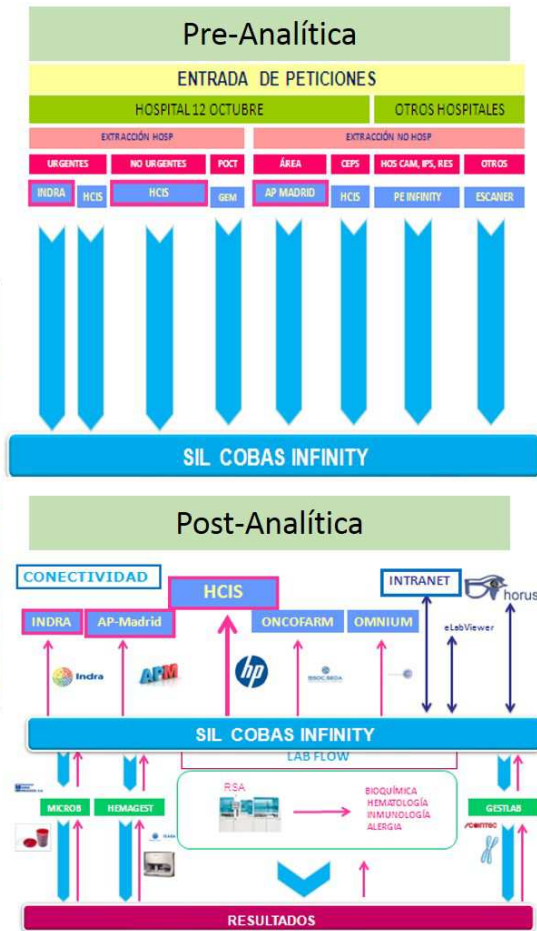 Pre-Analítica
ENTRADA DE PETICIONES
HOSPITAL 12 OCTUBRE OTROS HOSPITALES
EXTRACCIÓN HOSP EXTRACCIÓN NO HOSP
URGENTES NO URGENTES POCT ÁREA CEPS HOS CAM, IPS, RES OTROS
INDRA HCIS HCIS GEM AP MADRID HCIS PE INFINITY ESCANER
SIL COBAS INFINITY
Post-Analítica
CONECTIVIDAD
HCIS
INTRANET
horus
INDRA AP-Madrid ONCOFARM OMNIUM
eLabViewer
Indra APM hp
SIL COBAS INFINITY
LAB FLOW
RSA
BIOQUÍMICA
HEMATOLOGÍA
INMUNOLOGÍA
ALERGIA
MICROB HEMAGEST GESTLAB
RESULTADOS